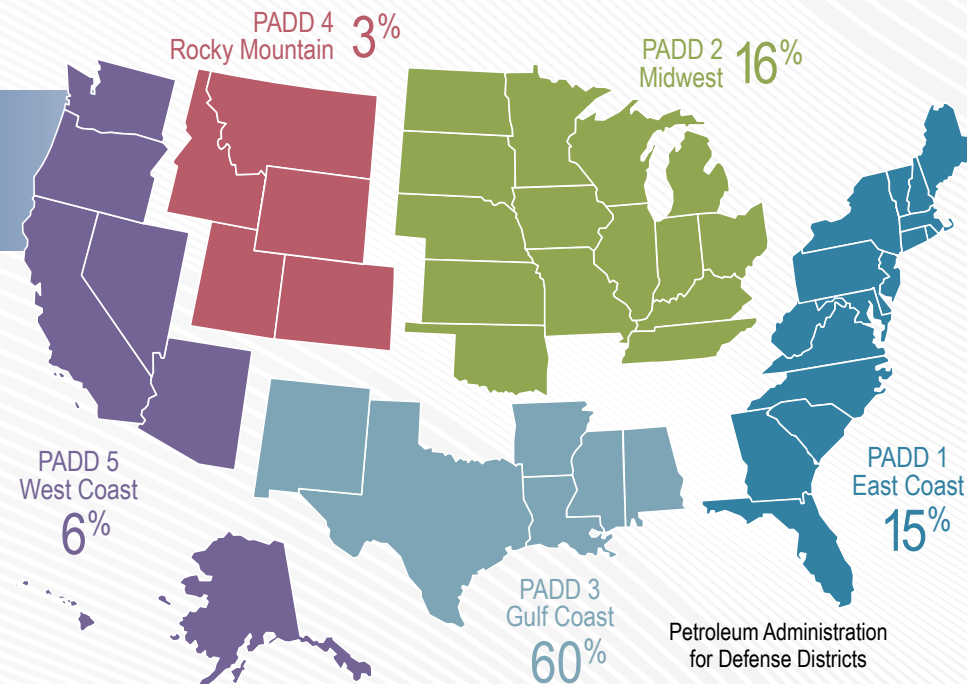 PADD 4
Rocky Mountain
3%
PADD 2
Midwest
16%
PADD 5
West Coast
6%
PADD 1
East Coast
15%
PADD 3
Gulf Coast
60%
Petroleum Administration
for Defense Districts